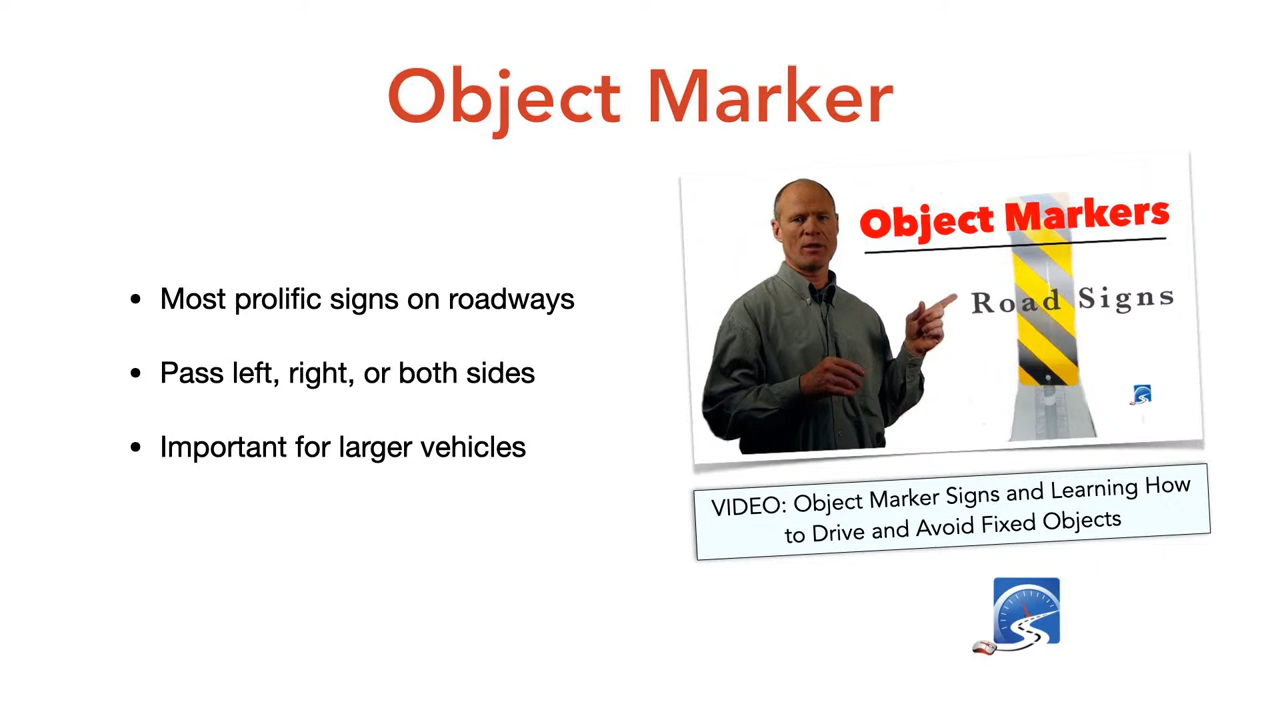 Object Marker
• Most prolific signs on roadways
• Pass left, right, or both sides
• Important for larger vehicles
Object Markers
Road Signs
VIDEO: Object Marker Signs and Learning How
to Drive and Avoid Fixed Objects